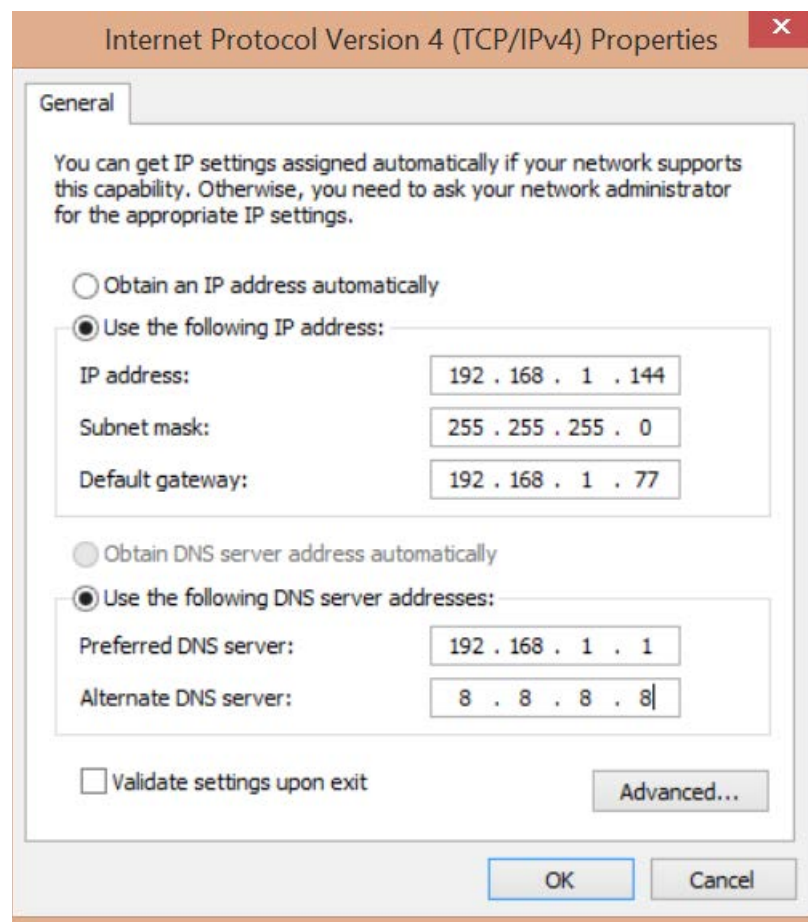 Internet Protocol Version 4 (TCP/IPv4) Properties
General
You can get IP settings assigned automatically if your network supports
this capability. Otherwise, you need to ask your network administrator
for the appropriate IP settings.
Obtain an IP address automatically
Use the following IP address:
IP address: 192 . 168 . 1 . 144
Subnet mask: 255 . 255 . 255 . 0
Default gateway: 192 . 168 . 1 . 77
Obtain DNS server address automatically
Use the following DNS server addresses:
Preferred DNS server: 192 . 168 . 1 . 1
Alternate DNS server: 8 . 8 . 8 . 8
Validate settings upon exit
Advanced...
OK Cancel